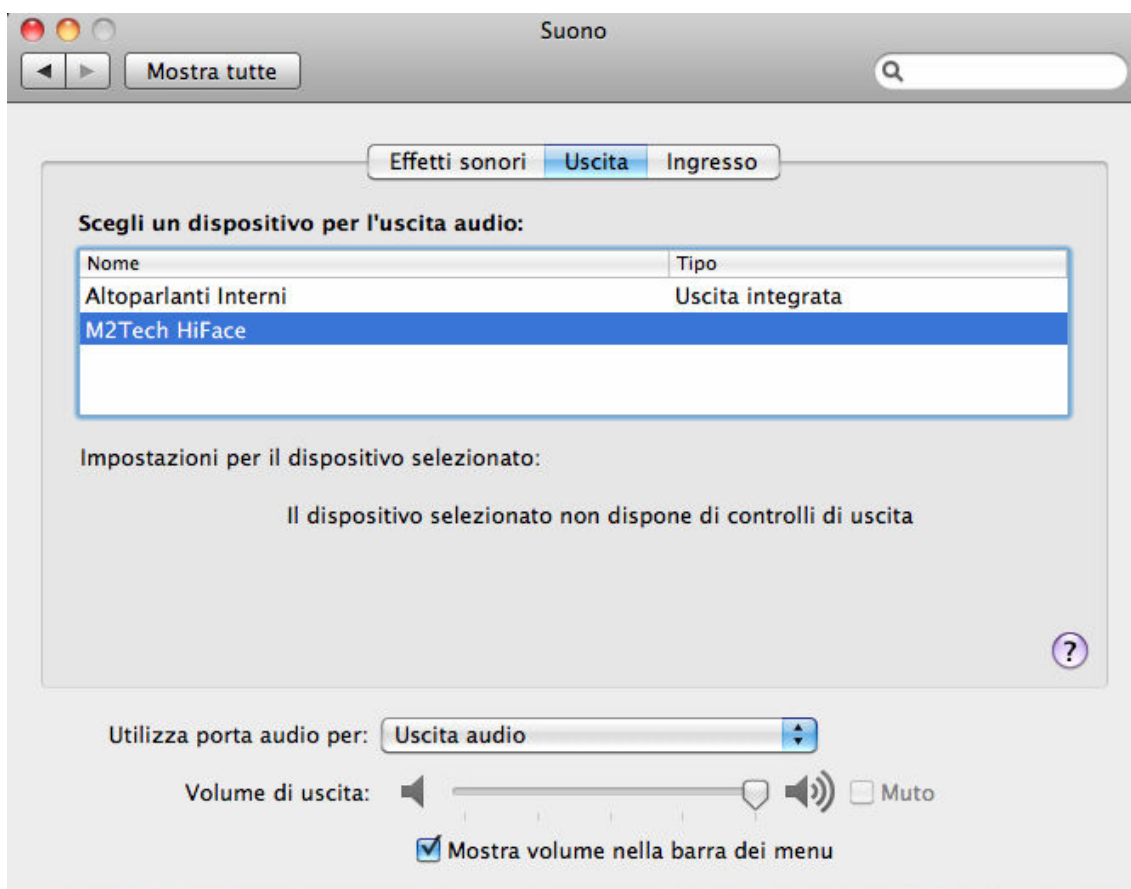 Suono
Mostra tutte
Effetti sonori Uscita Ingresso
Scegli un dispositivo per l'uscita audio:
Nome Tipo
Altoparlanti Interni Uscita integrata
M2Tech HiFace
Impostazioni per il dispositivo selezionato:
Il dispositivo selezionato non dispone di controlli di uscita
?
Utilizza porta audio per: Uscita audio
Volume di uscita: Muto
Mostra volume nella barra dei menu